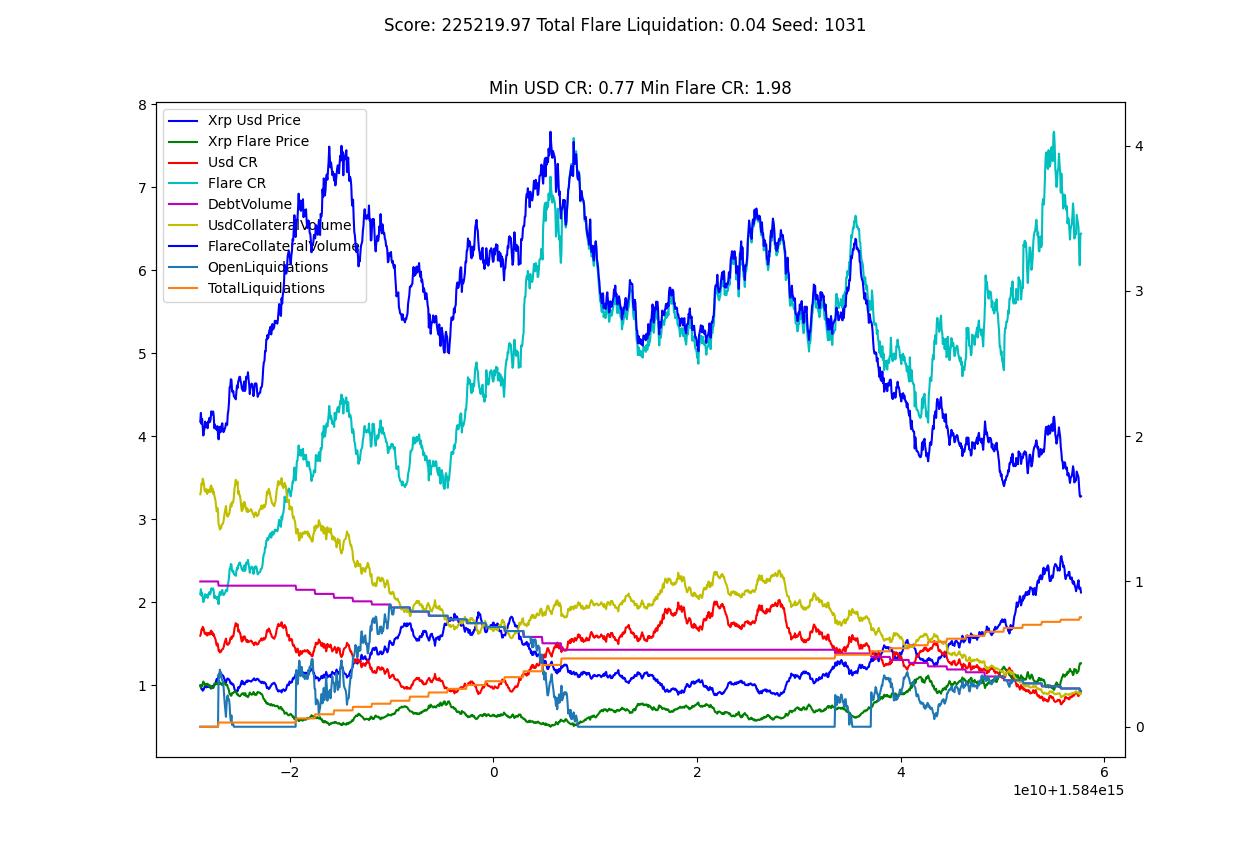 Score: 225219.97 Total Flare Liquidation: 0.04 Seed: 1031
Min USD CR: 0.77 Min Flare CR: 1.98
Xrp Usd Price
Xrp Flare Price
Usd CR
Flare CR
DebtVolume
UsdCollateralVolume
FlareCollateralVolume
OpenLiquidations
TotalLiquidations
8
7
6
5
4
3
2
1
4
3
2
1
0
−2
0
2
4
6
1e10+1.584e15